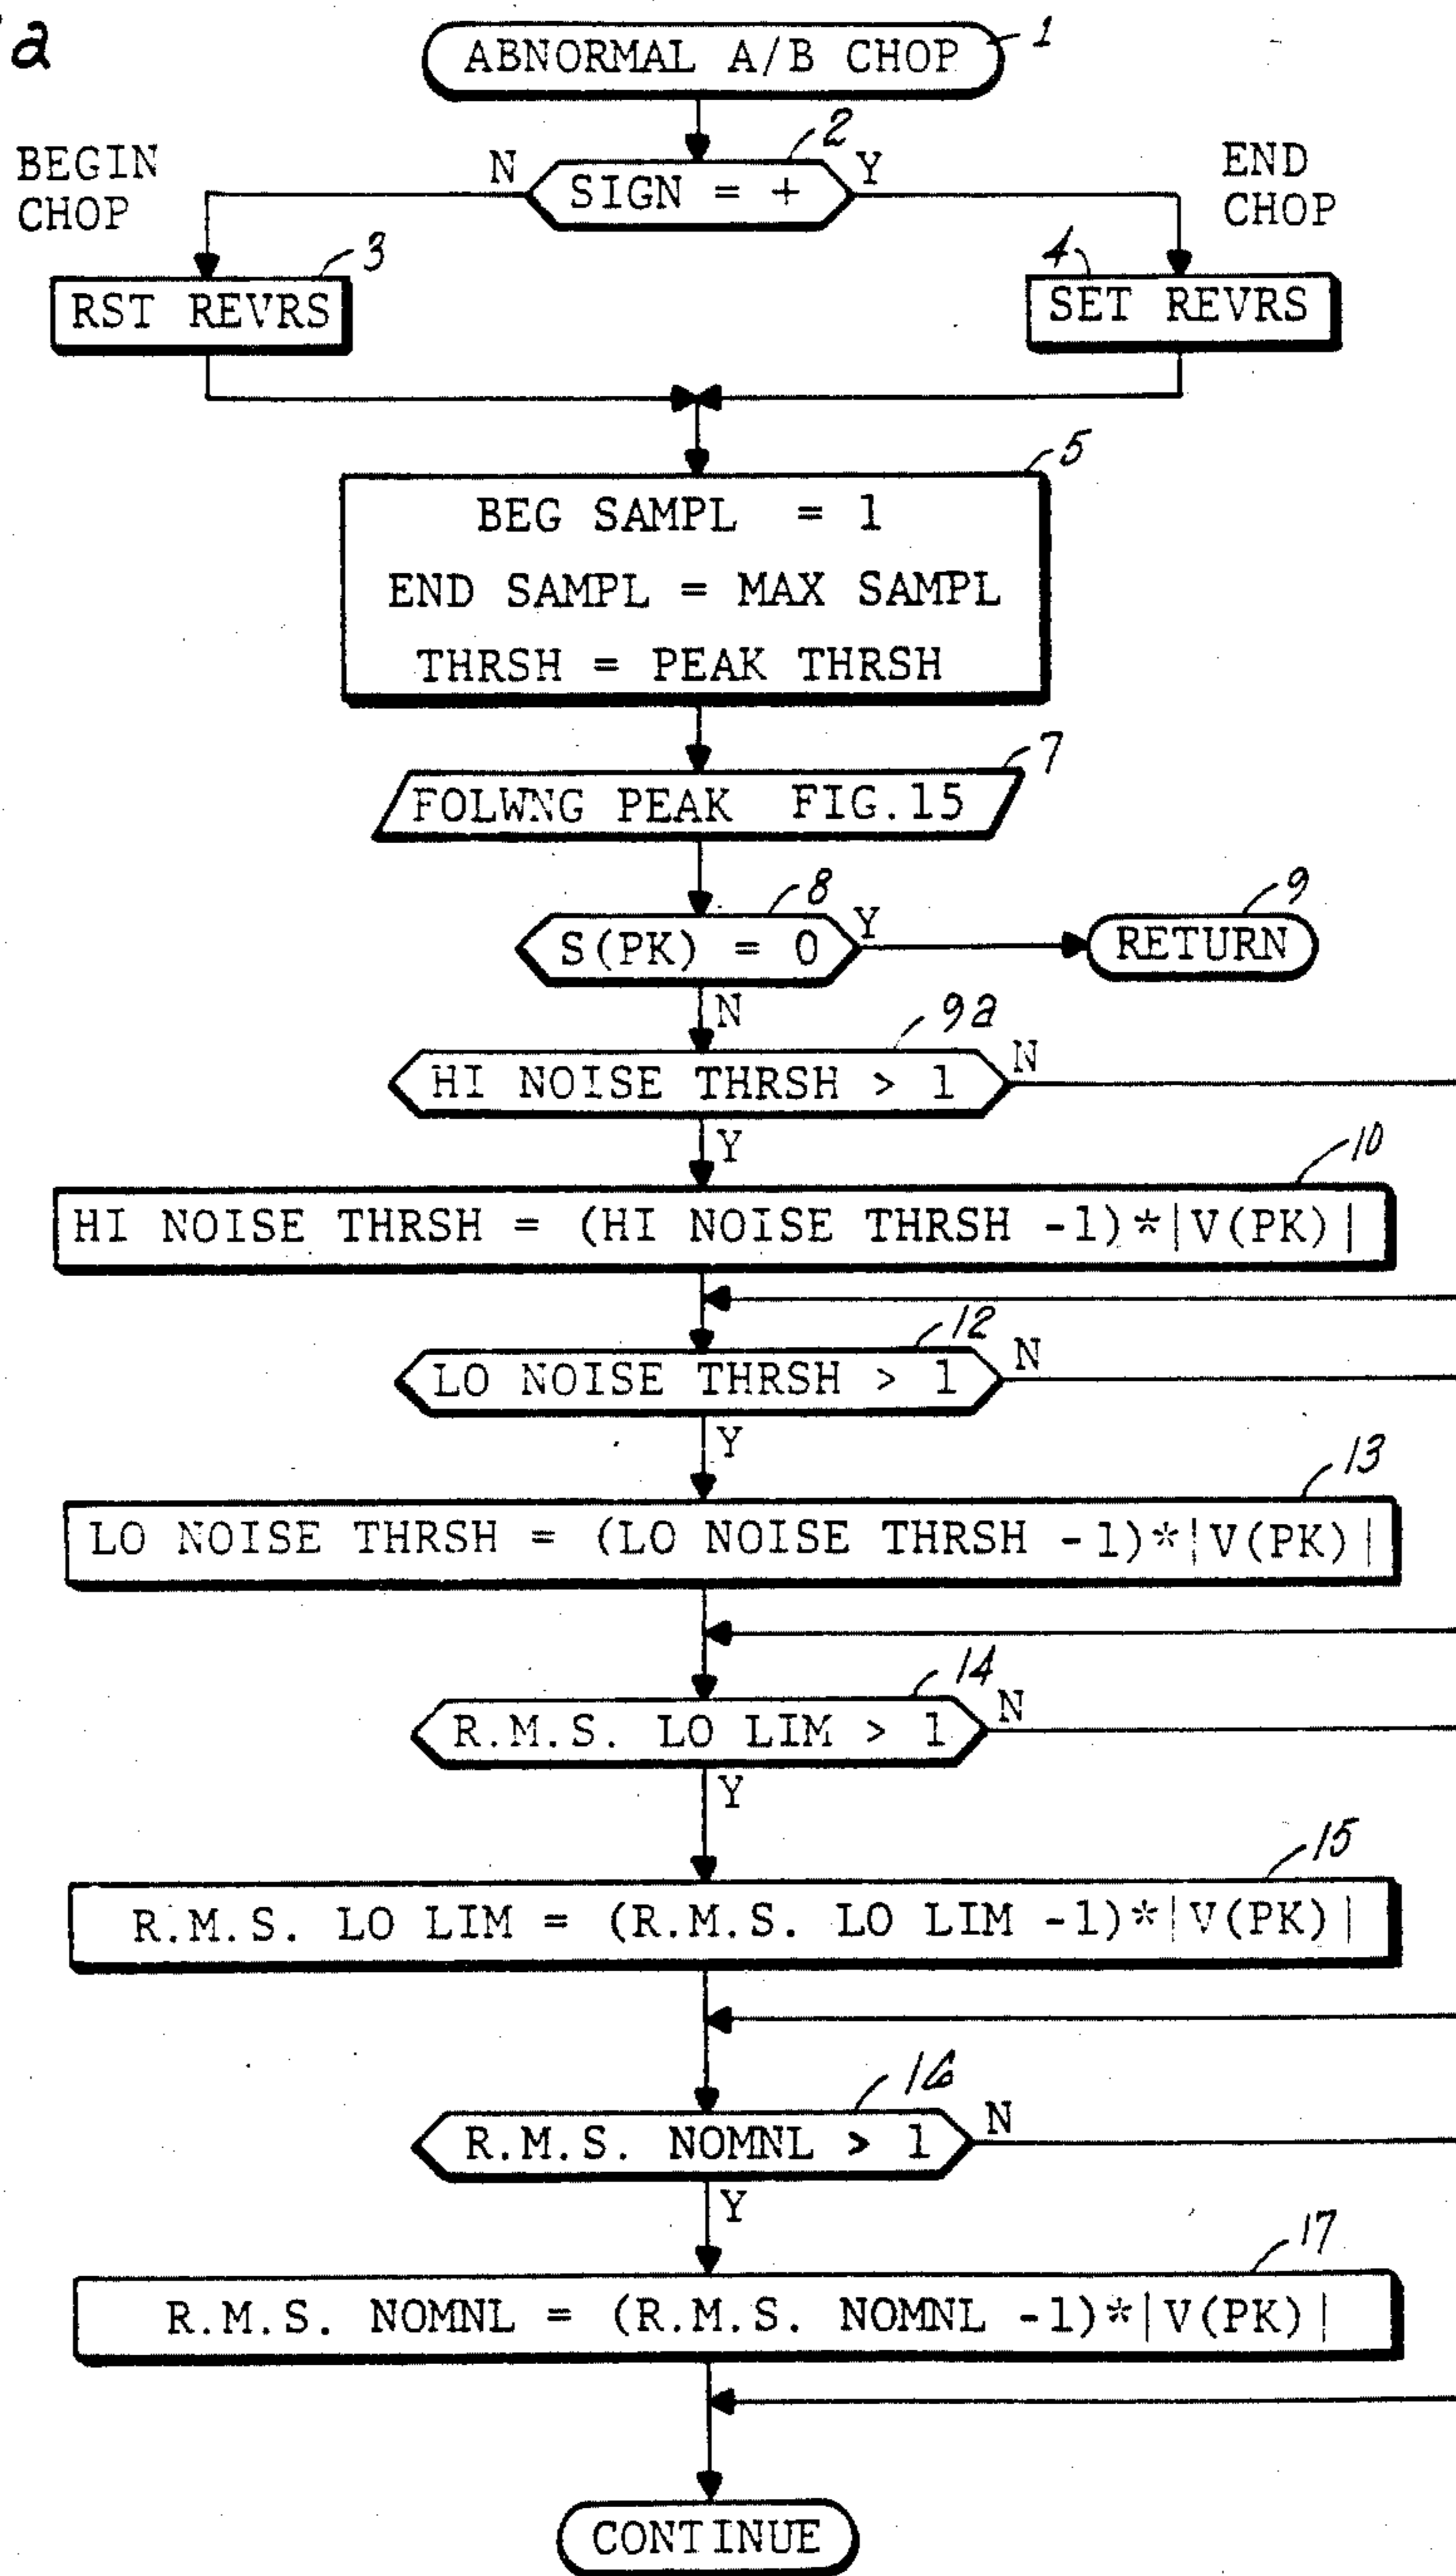 a
ABNORMAL A/B CHOP
1
BEGIN
CHOP
N
2
SIGN = +
Y
END
CHOP
3
RST REVRS
4
SET REVRS
5
BEG SAMPL = 1
END SAMPL = MAX SAMPL
THRSH = PEAK THRSH
7
FOLWNG PEAK FIG.15
8
S(PK) = 0
Y
9
RETURN
N
9a
HI NOISE THRSH > 1
N
Y
10
HI NOISE THRSH = (HI NOISE THRSH -1)*|V(PK)|
12
LO NOISE THRSH > 1
N
Y
13
LO NOISE THRSH = (LO NOISE THRSH -1)*|V(PK)|
14
R.M.S. LO LIM > 1
N
Y
15
R.M.S. LO LIM = (R.M.S. LO LIM -1)*|V(PK)|
16
R.M.S. NOMNL > 1
N
Y
17
R.M.S. NOMNL = (R.M.S. NOMNL -1)*|V(PK)|
CONTINUE